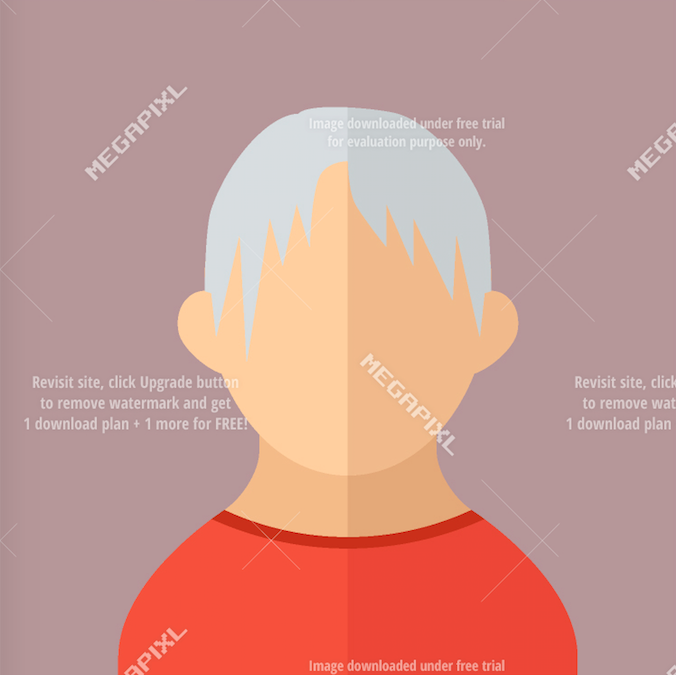 MEGAPIXL
MEGAPIXL
Image downloaded under free trial
for evaluation purpose only.
MEGAPIXL
Revisit site, click Upgrade button
to remove watermark and get
1 download plan + 1 more for FREE!
Revisit site, click
to remove
1 download plan
MEGAPIXL
Image downloaded under free trial